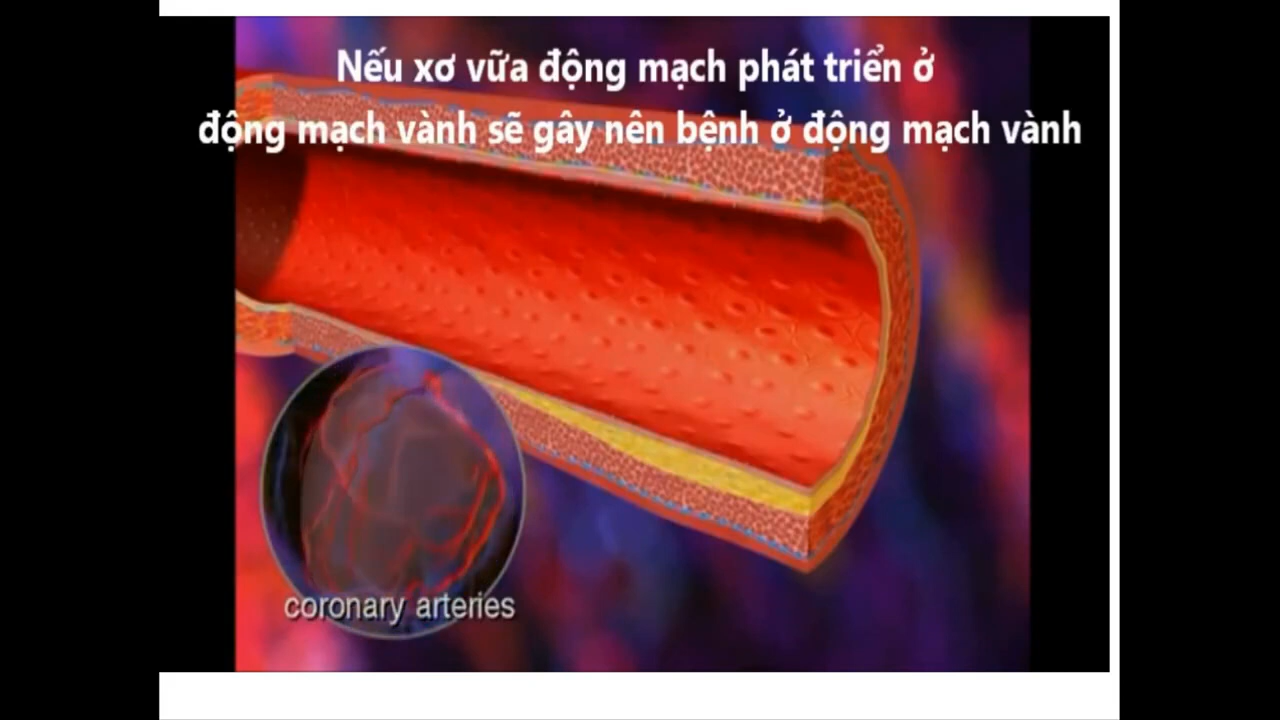 Nếu xơ vữa động mạch phát triển ở
động mạch vành sẽ gây nên bệnh ở động mạch vành
coronary arteries